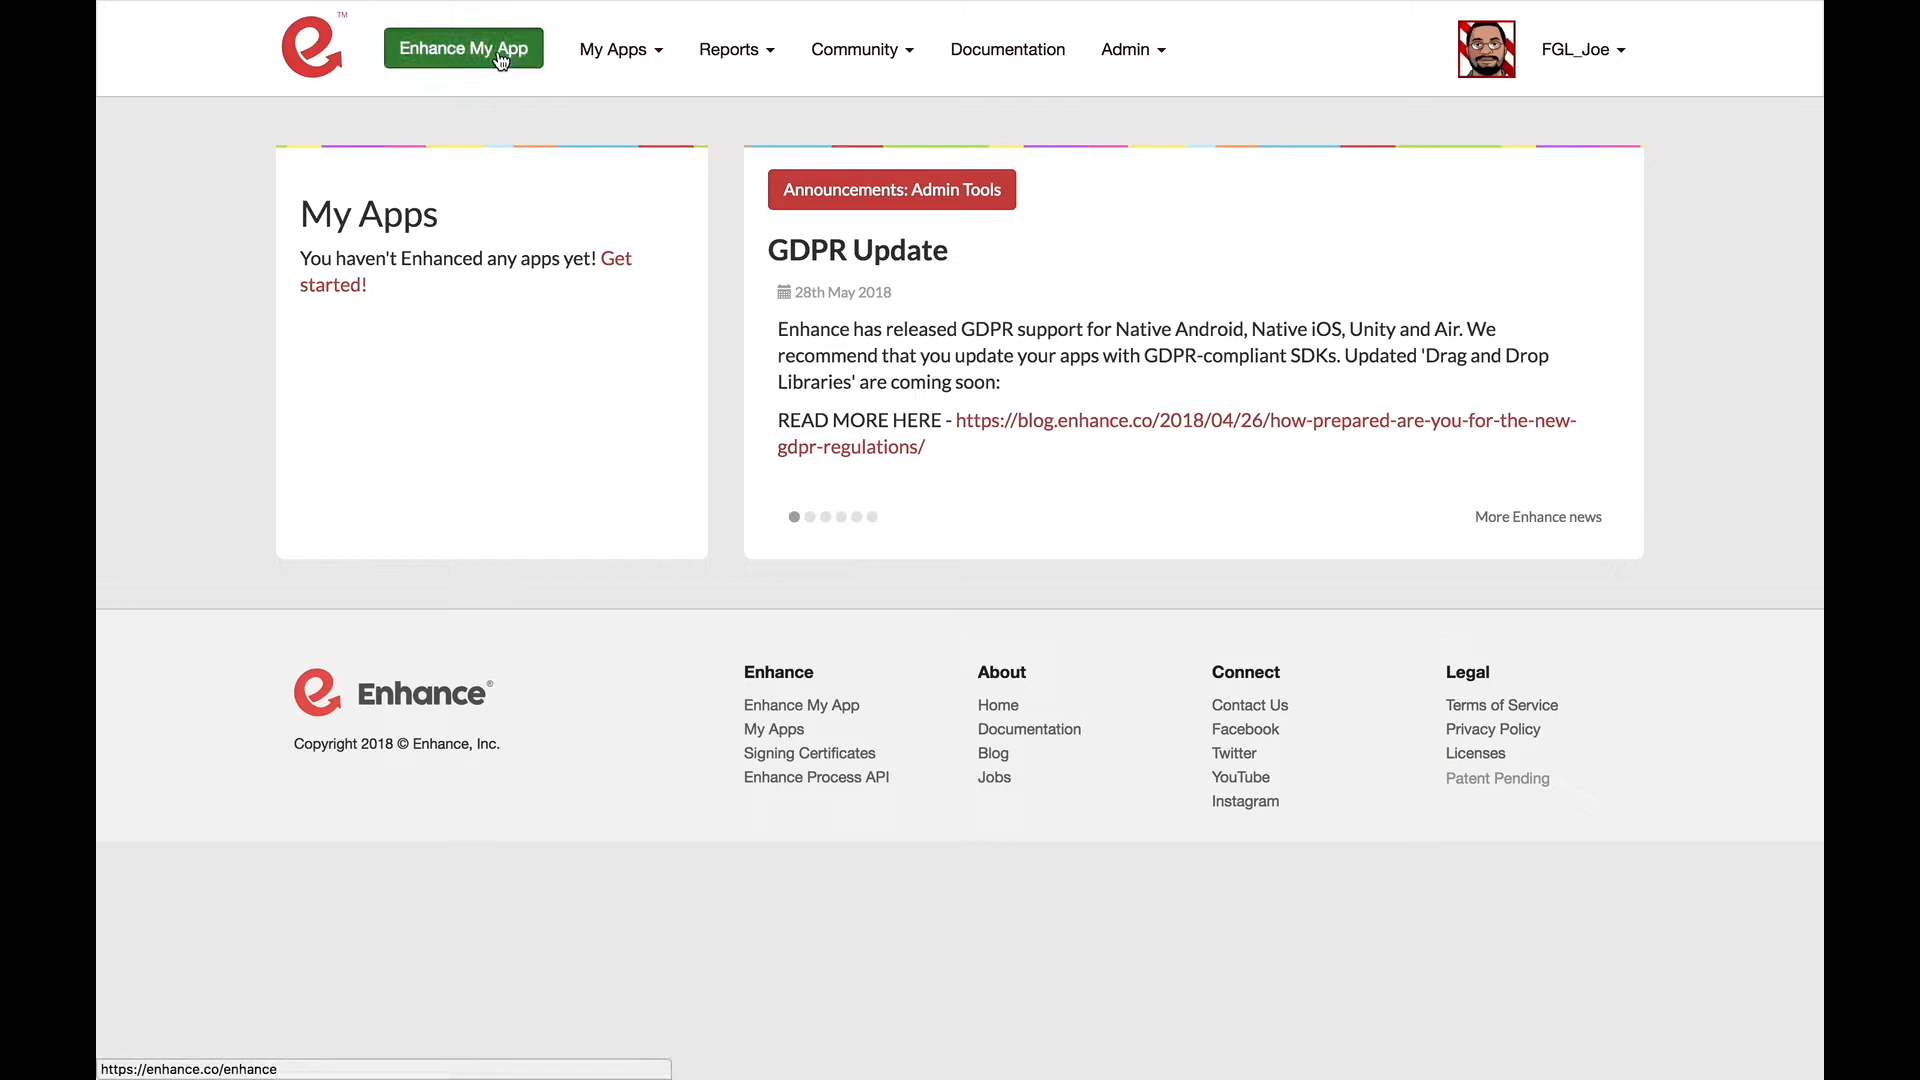 TM
Enhance My App
My Apps
Reports
Community
Documentation
Admin
FGL_Joe
My Apps
You haven't Enhanced any apps yet! Get
started!
Announcements: Admin Tools
GDPR Update
28th May 2018
Enhance has released GDPR support for Native Android, Native iOS, Unity and Air. We
recommend that you update your apps with GDPR-compliant SDKs. Updated 'Drag and Drop
Libraries' are coming soon:
READ MORE HERE - https://blog.enhance.co/2018/04/26/how-prepared-are-you-for-the-new-
gdpr-regulations/
More Enhance news
Enhance®
Copyright 2018 © Enhance, Inc.
Enhance
Enhance My App
My Apps
Signing Certificates
Enhance Process API
About
Home
Documentation
Blog
Jobs
Connect
Contact Us
Facebook
Twitter
YouTube
Instagram
Legal
Terms of Service
Privacy Policy
Licenses
Patent Pending
https://enhance.co/enhance